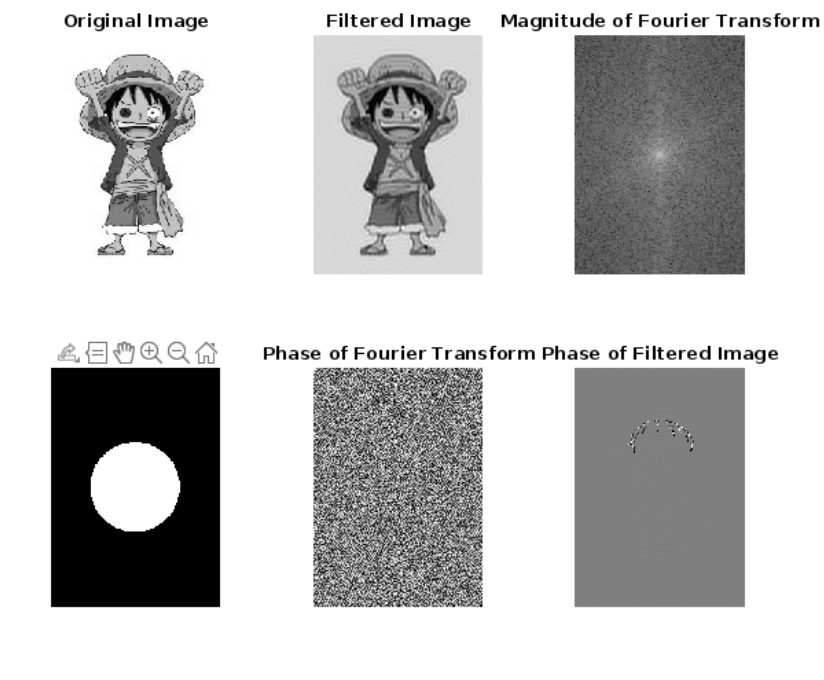 Original Image
Filtered Image
Magnitude of Fourier Transform
Phase of Fourier Transform
Phase of Filtered Image